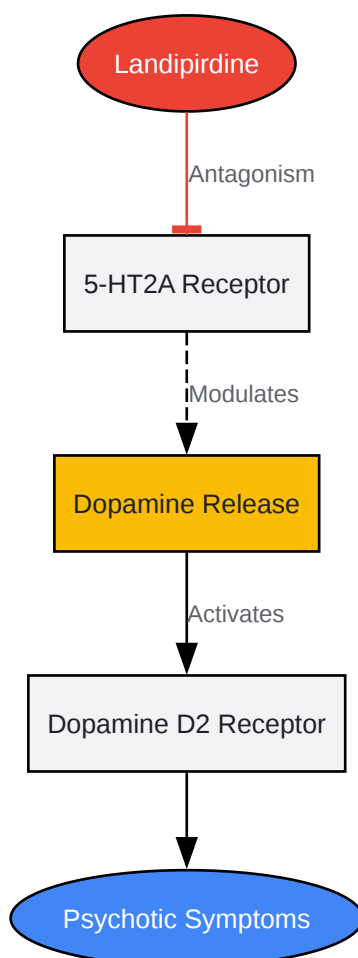 Landipirdine
Antagonism
5-HT2A Receptor
Modulates
Dopamine Release
Activates
Dopamine D2 Receptor
Psychotic Symptoms